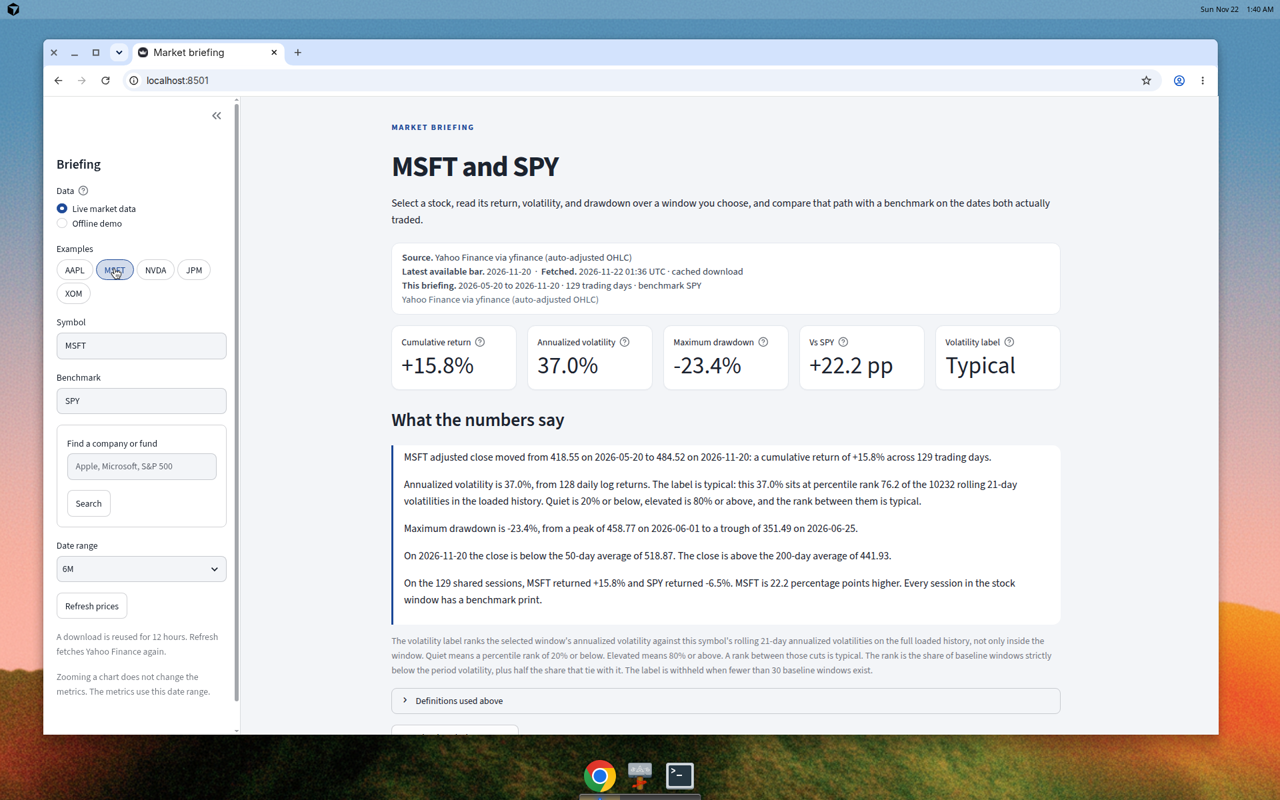 Sun Nov 22 1:40 AM
Market briefing
localhost:8501
Briefing
Data
Live market data
Offline demo
Examples
AAPL MSFT NVDA JPM
XOM
Symbol
MSFT
Benchmark
SPY
Find a company or fund
Apple, Microsoft, S&P 500
Search
Date range
6M
Refresh prices
A download is reused for 12 hours. Refresh
fetches Yahoo Finance again.
Zooming a chart does not change the
metrics. The metrics use this date range.
MARKET BRIEFING
MSFT and SPY
Select a stock, read its return, volatility, and drawdown over a window you choose, and compare that path with a benchmark on the dates both actually
traded.
Source. Yahoo Finance via yfinance (auto-adjusted OHLC)
Latest available bar. 2026-11-20 · Fetched. 2026-11-22 01:36 UTC · cached download
This briefing. 2026-05-20 to 2026-11-20 · 129 trading days · benchmark SPY
Yahoo Finance via yfinance (auto-adjusted OHLC)
Cumulative return
+15.8%
Annualized volatility
37.0%
Maximum drawdown
-23.4%
Vs SPY
+22.2 pp
Volatility label
Typical
What the numbers say
MSFT adjusted close moved from 418.55 on 2026-05-20 to 484.52 on 2026-11-20: a cumulative return of +15.8% across 129 trading days.
Annualized volatility is 37.0%, from 128 daily log returns. The label is typical: this 37.0% sits at percentile rank 76.2 of the 10232 rolling 21-day
volatilities in the loaded history. Quiet is 20% or below, elevated is 80% or above, and the rank between them is typical.
Maximum drawdown is -23.4%, from a peak of 458.77 on 2026-06-01 to a trough of 351.49 on 2026-06-25.
On 2026-11-20 the close is below the 50-day average of 518.87. The close is above the 200-day average of 441.93.
On the 129 shared sessions, MSFT returned +15.8% and SPY returned -6.5%. MSFT is 22.2 percentage points higher. Every session in the stock
window has a benchmark print.
The volatility label ranks the selected window's annualized volatility against this symbol's rolling 21-day annualized volatilities on the full loaded history, not only inside the
window. Quiet means a percentile rank of 20% or below. Elevated means 80% or above. A rank between those cuts is typical. The rank is the share of baseline windows strictly
below the period volatility, plus half the share that tie with it. The label is withheld when fewer than 30 baseline windows exist.
Definitions used above